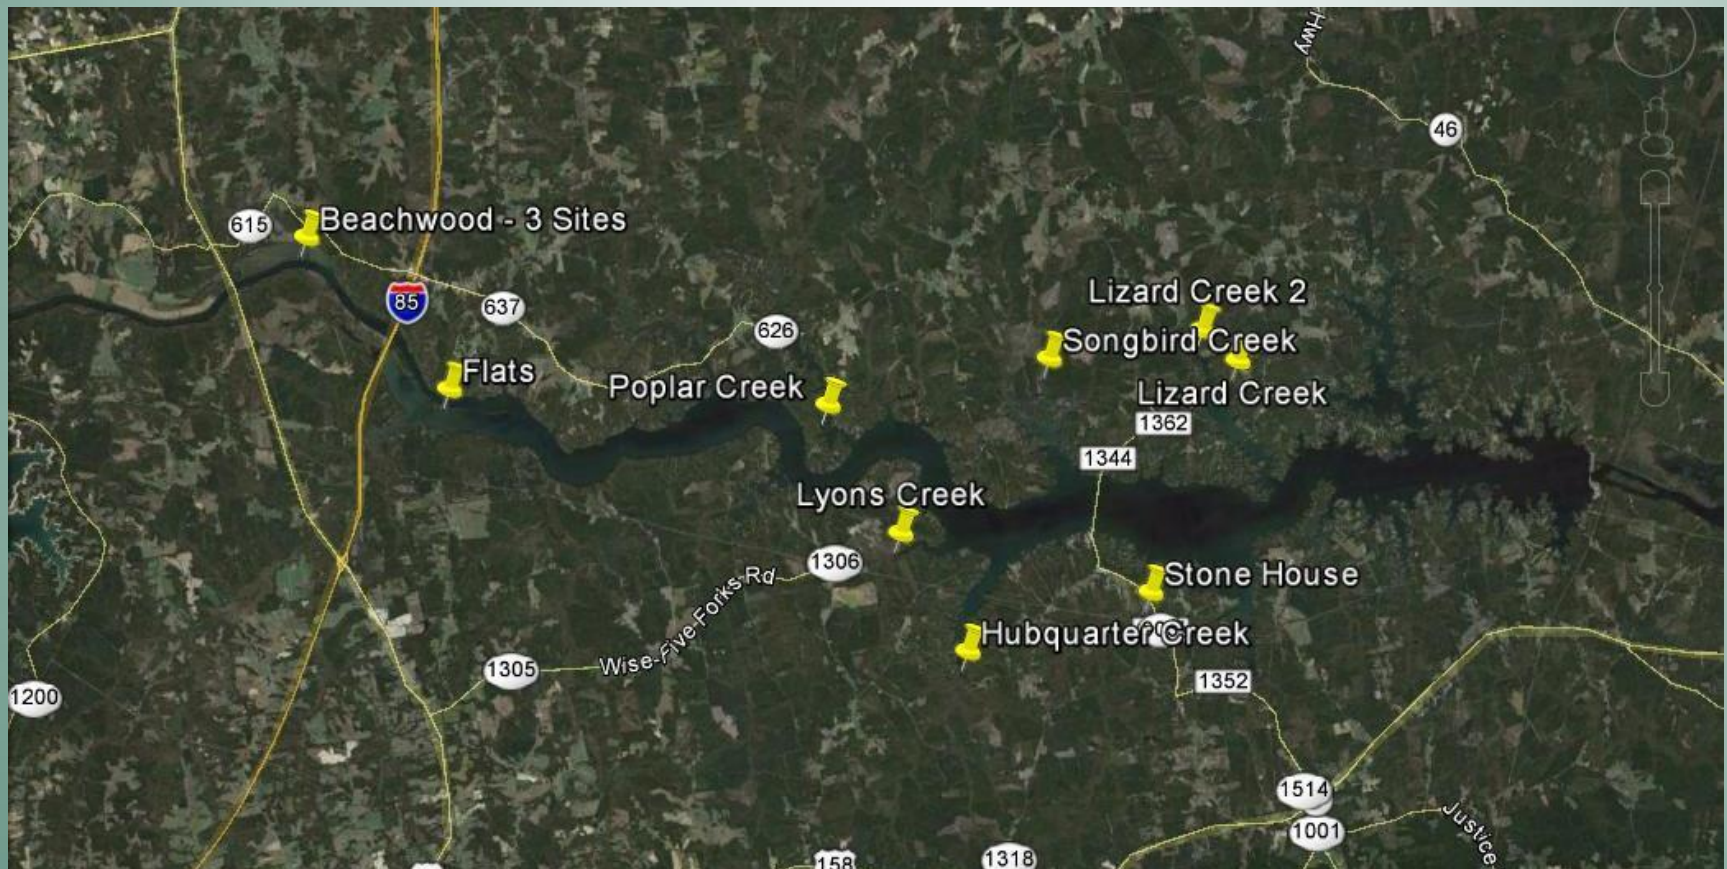 Hwy
46
615
Beachwood - 3 Sites
85
637
626
Lizard Creek 2
Songbird Creek
Flats
Poplar Creek
Lizard Creek
1362
1344
Lyons Creek
1306
Stone House
Wise-Five-Forks Rd
Hubquarter Creek
1305
1352
1200
1514
1001
Justice
158
1318